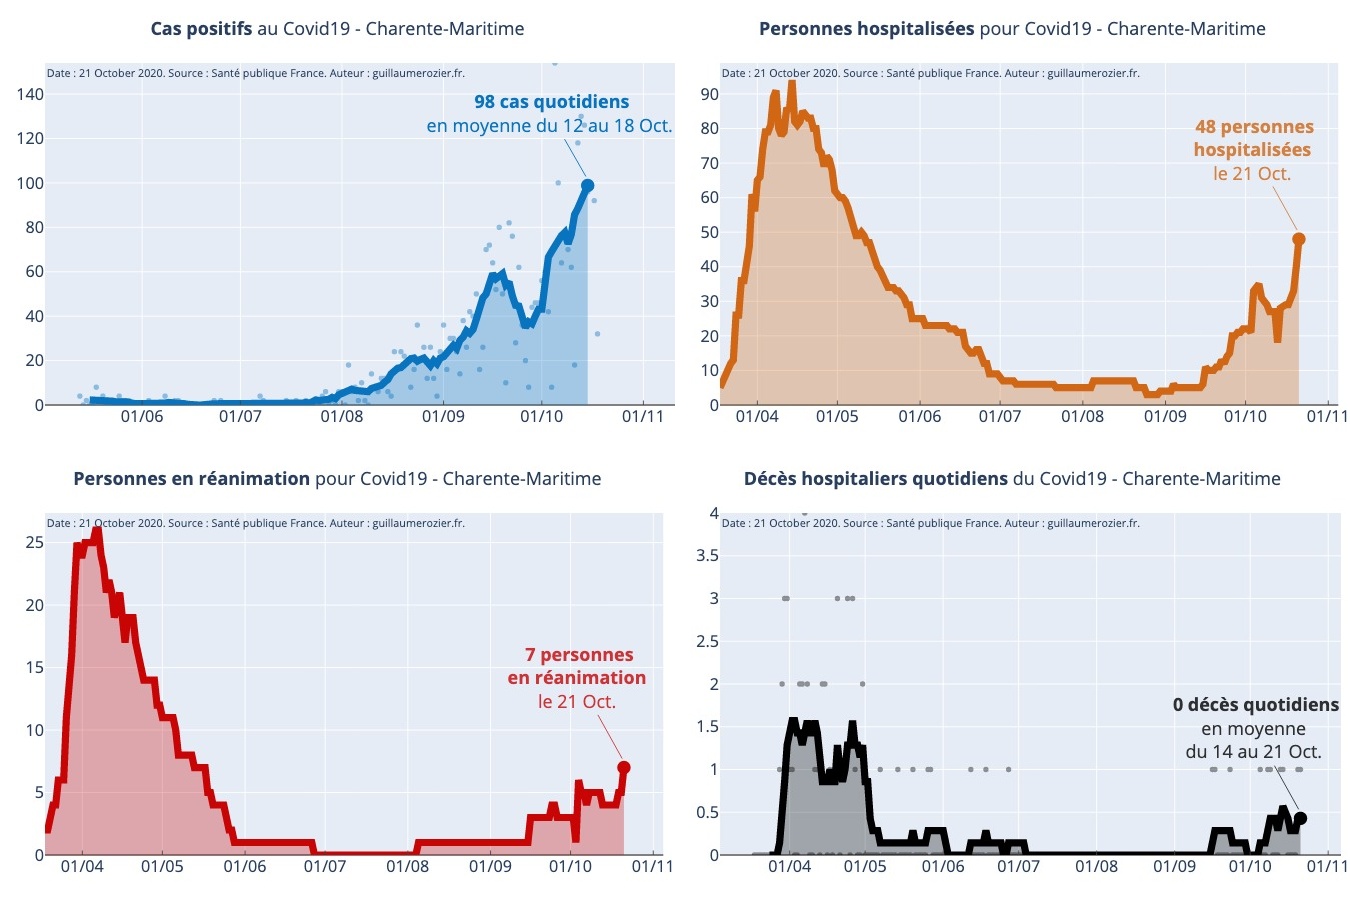 Cas positifs au Covid19 - Charente-Maritime
Date : 21 October 2020. Source : Santé publique France. Auteur : guillaumerozier.fr.
98 cas quotidiens
en moyenne du 12 au 18 Oct.
140
120
100
80
60
40
20
0
01/06 01/07 01/08 01/09 01/10 01/11
Personnes hospitalisées pour Covid19 - Charente-Maritime
Date : 21 October 2020. Source : Santé publique France. Auteur : guillaumerozier.fr.
48 personnes
hospitalisées
le 21 Oct.
90
80
70
60
50
40
30
20
10
0
01/04 01/05 01/06 01/07 01/08 01/09 01/10 01/11
Personnes en réanimation pour Covid19 - Charente-Maritime
Date : 21 October 2020. Source : Santé publique France. Auteur : guillaumerozier.fr.
7 personnes
en réanimation
le 21 Oct.
25
20
15
10
5
0
01/04 01/05 01/06 01/07 01/08 01/09 01/10 01/11
Décès hospitaliers quotidiens du Covid19 - Charente-Maritime
Date : 21 October 2020. Source : Santé publique France. Auteur : guillaumerozier.fr.
0 décès quotidiens
en moyenne
du 14 au 21 Oct.
4
3.5
3
2.5
2
1.5
1
0.5
0
01/04 01/05 01/06 01/07 01/08 01/09 01/10 01/11